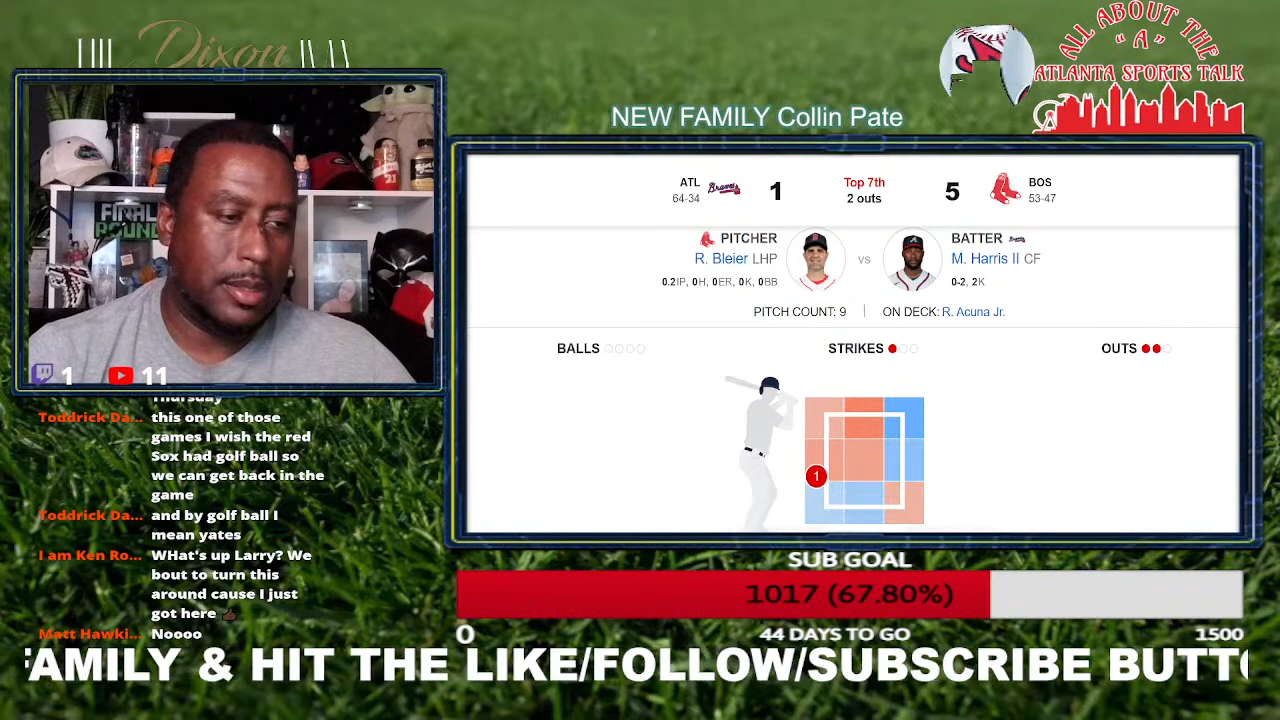 Dixon
ALL ABOUT THE
"A"
ATLANTA SPORTS TALK
NEW FAMILY Collin Pate
FINAL
ROUND
21
1
11
ATL
64-34
Braves
1
Top 7th
2 outs
5
BOS
53-47
PITCHER
R. Bleier LHP
0.2IP, 0H, 0ER, 0K, 0BB
vs
BATTER
M. Harris II CF
0-2, 2K
PITCH COUNT: 9
ON DECK: R. Acuna Jr.
BALLS
STRIKES
OUTS
1
Thursday
Toddrick Da... this one of those
games I wish the red
Sox had golf ball so
we can get back in the
game
Toddrick Da... and by golf ball I
mean yates
I am Ken Ro... WHat's up Larry? We
bout to turn this
around cause I just
got here
Matt Hawki... Noooo
SUB GOAL
1017 (67.80%)
0
44 DAYS TO GO
1500
FAMILY & HIT THE LIKE/FOLLOW/SUBSCRIBE BUTTO